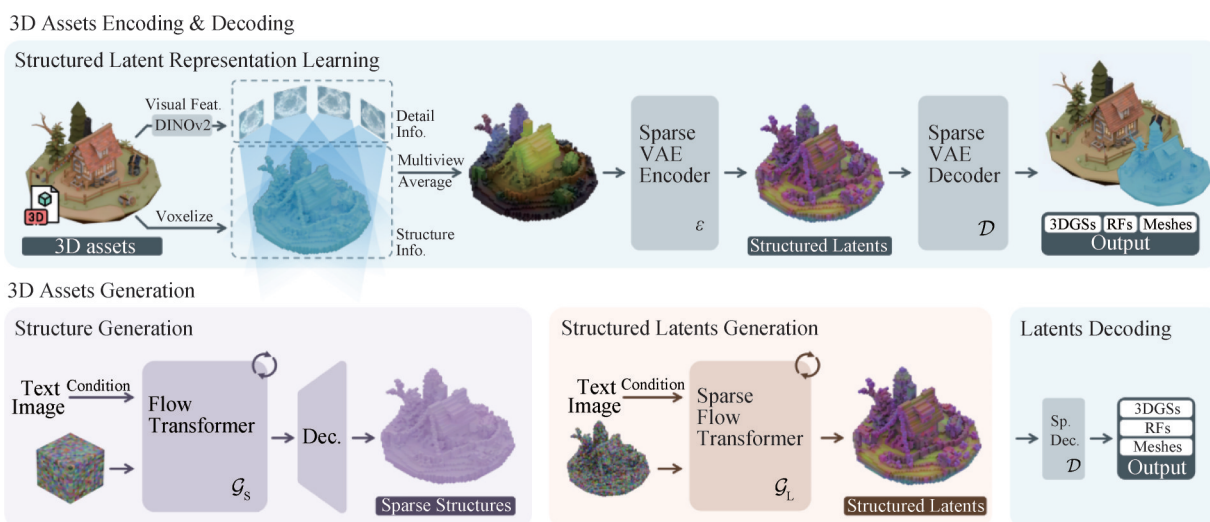 3D Assets Encoding & Decoding
Structured Latent Representation Learning
Visual Feat.
DINOv2
Voxelize
3D
3D assets
Detail
Info.
Multiview
Average
Structure
Info.
Sparse
VAE
Encoder
ε
Structured Latents
Sparse
VAE
Decoder
𝒟
3DGSs RFs Meshes
Output
3D Assets Generation
Structure Generation
Text
Image
Condition
Flow
Transformer
𝒢S
Dec.
Sparse Structures
Structured Latents Generation
Text
Image
Condition
Sparse
Flow
Transformer
𝒢L
Structured Latents
Latents Decoding
Sp.
Dec.
𝒟
3DGSs
RFs
Meshes
Output